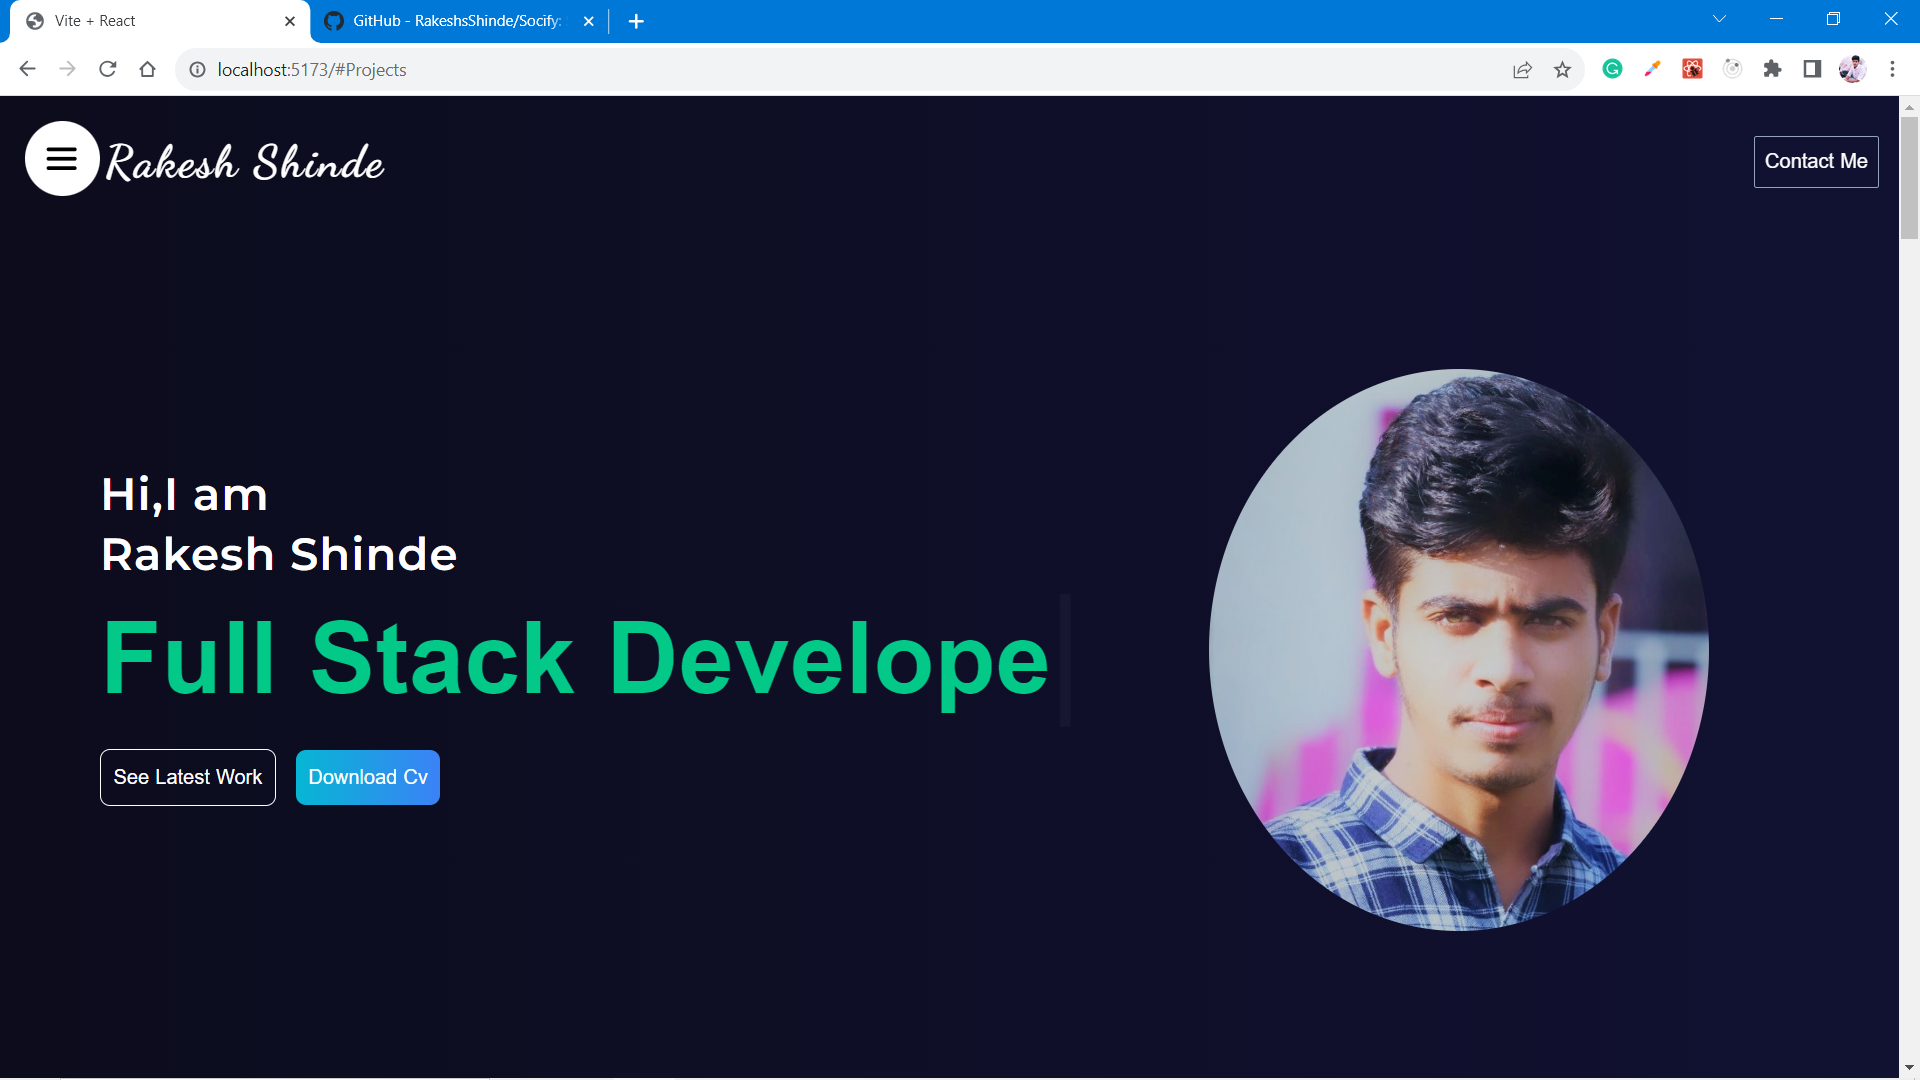 Vite + React
GitHub - RakeshsShinde/Socify:
localhost:5173/#Projects
Rakesh Shinde
Contact Me
Hi,I am
Rakesh Shinde
Full Stack Develope
See Latest Work
Download Cv